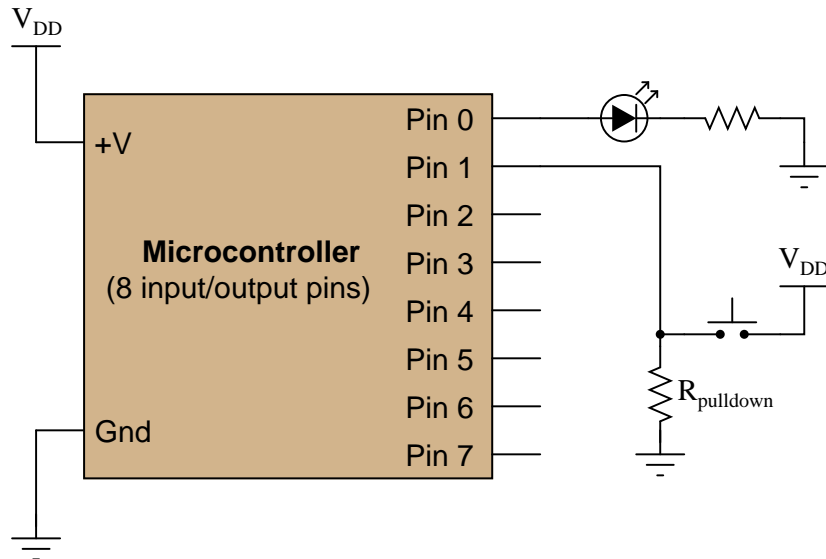 VDD
+V
Microcontroller
(8 input/output pins)
Gnd
Pin 0
Pin 1
Pin 2
Pin 3
Pin 4
Pin 5
Pin 6
Pin 7
VDD
Rpulldown